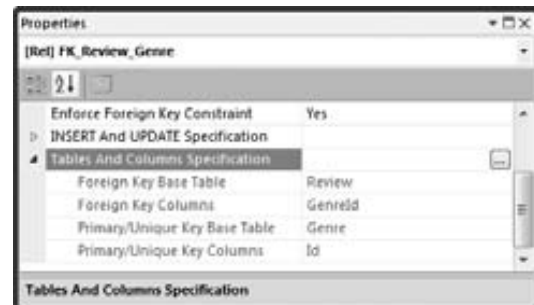 Properties
[Rel] FK_Review_Genre
Enforce Foreign Key Constraint Yes
INSERT And UPDATE Specification
Tables And Columns Specification ...
Foreign Key Base Table Review
Foreign Key Columns GenreId
Primary/Unique Key Base Table Genre
Primary/Unique Key Columns Id
Tables And Columns Specification